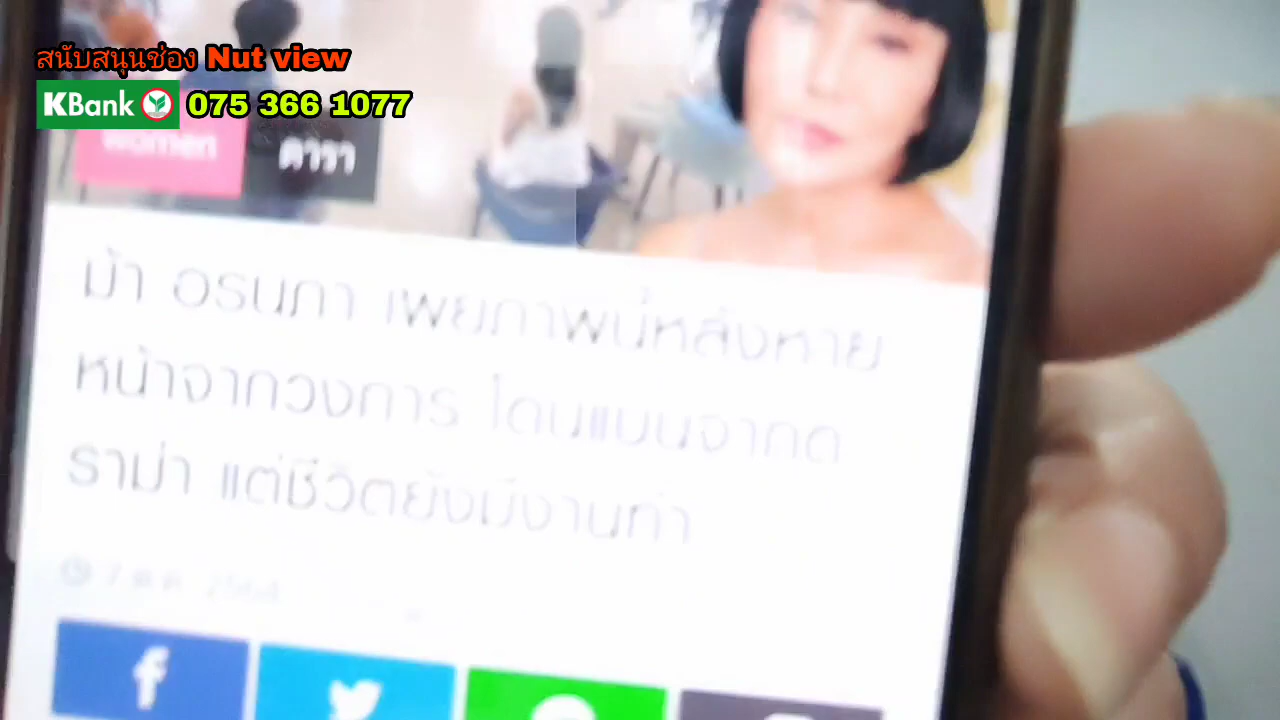 สนับสนุนช่อง Nut view
KBank 075 366 1077
women ดารา
ม้า อรนภา เผยภาพนี้หลังหาย
หน้าจากวงการ โดนแบนจากด
ราม่า แต่ชีวิตยังมีงานทำ
7 ต.ค. 2564